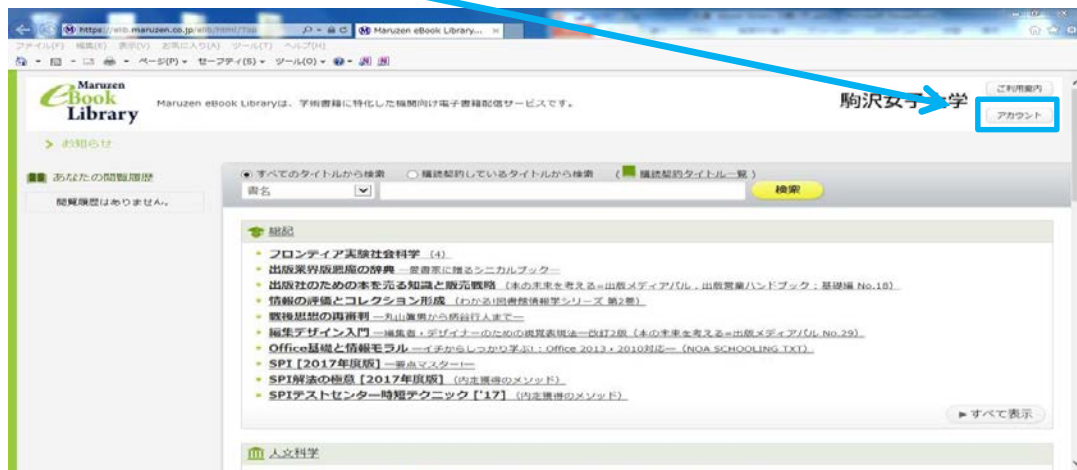 https://elib.maruzen.co.jp/elib/html/Top
Maruzen eBook Library...
ファイル(F) 編集(E) 表示(V) お気に入り(A) ツール(T) ヘルプ(H)
ページ(P) セーフティ(S) ツール(O)
Maruzen
eBook
Library
Maruzen eBook Libraryは、学術書籍に特化した機関向け電子書籍配信サービスです。
駒沢女子大学
ご利用案内
アカウント
お知らせ
あなたの閲覧履歴
閲覧履歴はありません。
すべてのタイトルから検索 購読契約しているタイトルから検索 ( 購読契約タイトル一覧 )
書名
検索
総記
フロンティア実験社会科学 (4)
出版業界版悪魔の辞典 ―愛書家に贈るシニカルブック―
出版社のための本を売る知識と販売戦略 (本の未来を考える=出版メディアパル . 出版営業ハンドブック ; 基礎編 No.18)
情報の評価とコレクション形成 (わかる!図書館情報学シリーズ 第2巻)
戦後思想の再審判 ―丸山眞男から柄谷行人まで―
編集デザイン入門 ―編集者・デザイナーのための視覚表現法―改訂2版 (本の未来を考える=出版メディアパル No.29)
Office基礎と情報モラル ―イチからしっかり学ぶ! : Office 2013・2010対応― (NOA SCHOOLING TXT)
SPI [2017年度版] ―要点マスター!―
SPI解法の極意 [2017年度版] (内定獲得のメソッド)
SPIテストセンター時短テクニック ['17] (内定獲得のメソッド)
すべて表示
人文科学